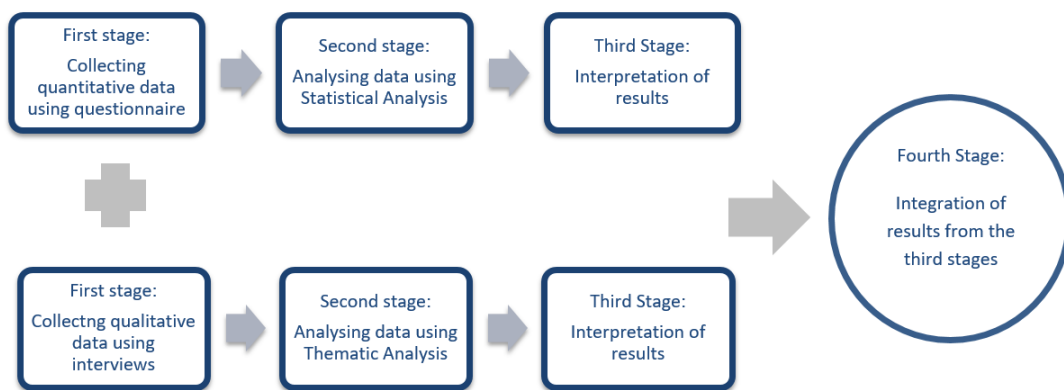 First stage:
Collecting
quantitative data
using questionnaire
Second stage:
Analysing data using
Statistical Analysis
Third Stage:
Interpretation of
results
First stage:
Collectng qualitative
data using
interviews
Second stage:
Analysing data using
Thematic Analysis
Third Stage:
Interpretation of
results
Fourth Stage:
Integration of
results from the
third stages